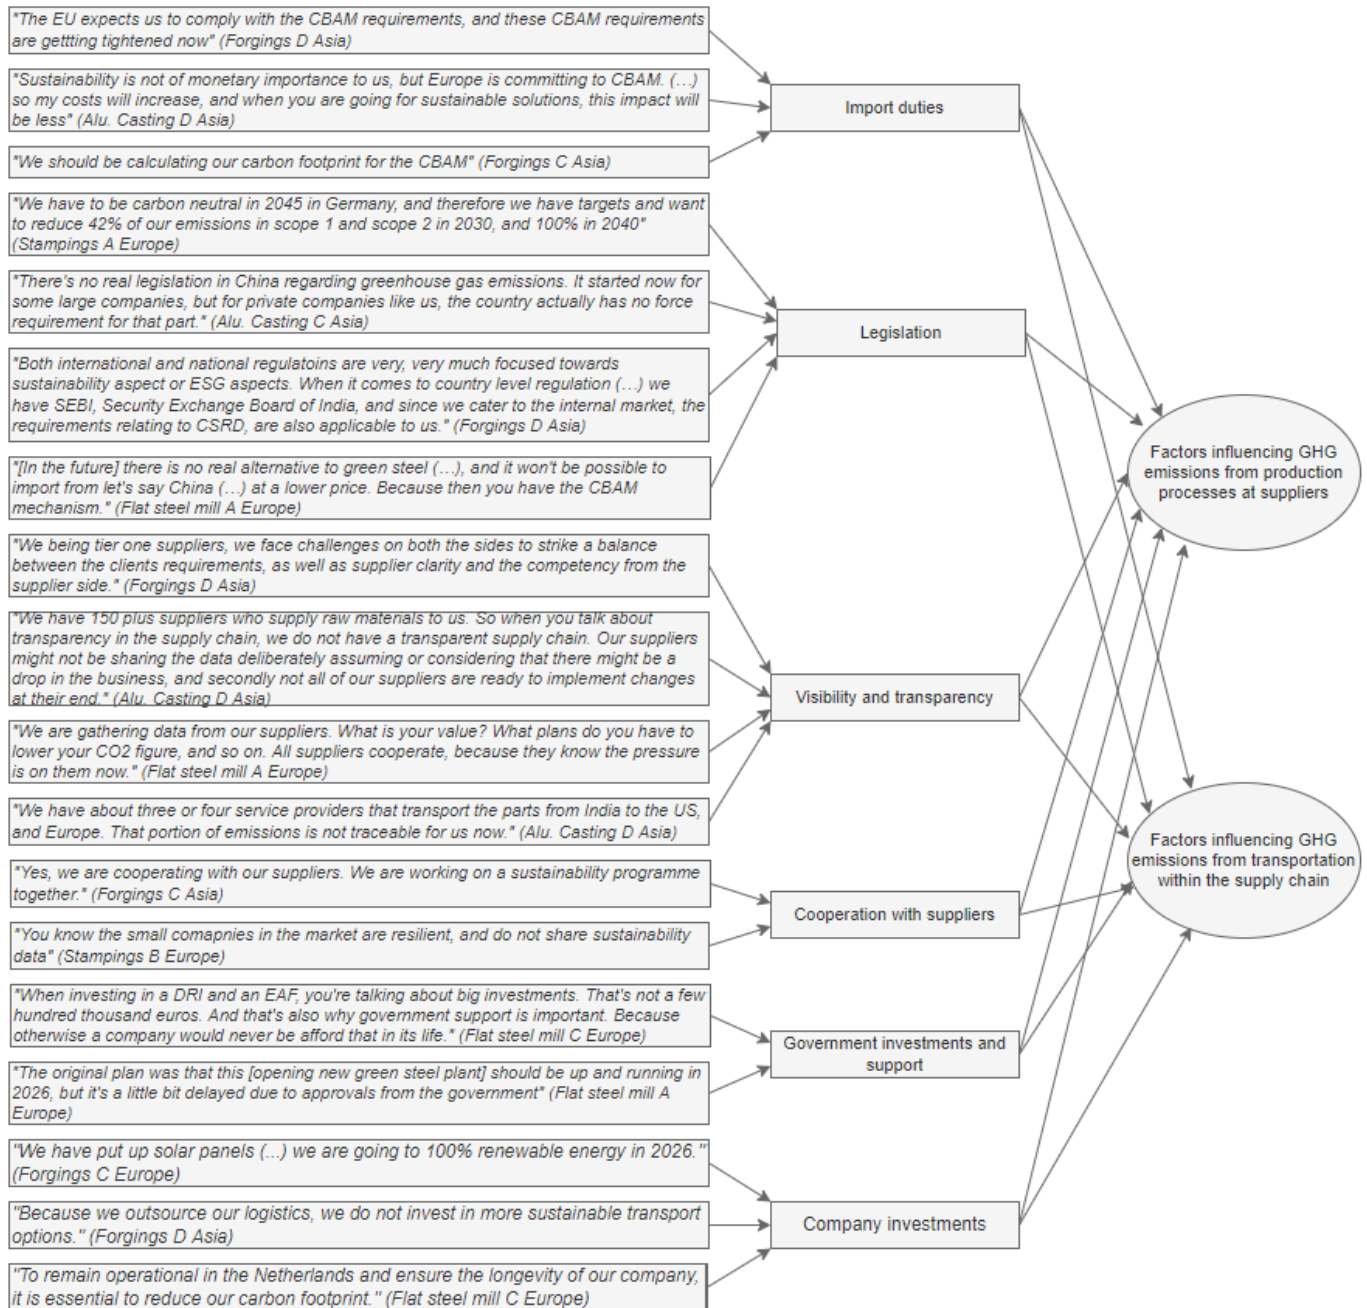 "The EU expects us to comply with the CBAM requirements, and these CBAM requirements
are gettting tightened now" (Forgings D Asia)
"Sustainability is not of monetary importance to us, but Europe is committing to CBAM. (…)
so my costs will increase, and when you are going for sustainable solutions, this impact will
be less" (Alu. Casting D Asia)
"We should be calculating our carbon footprint for the CBAM" (Forgings C Asia)
Import duties
"We have to be carbon neutral in 2045 in Germany, and therefore we have targets and want
to reduce 42% of our emissions in scope 1 and scope 2 in 2030, and 100% in 2040"
(Stampings A Europe)
"There's no real legislation in China regarding greenhouse gas emissions. It started now for
some large companies, but for private companies like us, the country actually has no force
requirement for that part." (Alu. Casting C Asia)
"Both international and national regulatoins are very, very much focused towards
sustainability aspect or ESG aspects. When it comes to country level regulation (…) we
have SEBI, Security Exchange Board of India, and since we cater to the internal market, the
requirements relating to CSRD, are also applicable to us." (Forgings D Asia)
"[In the future] there is no real alternative to green steel (…), and it won't be possible to
import from let's say China (…) at a lower price. Because then you have the CBAM
mechanism." (Flat steel mill A Europe)
Legislation
"We being tier one suppliers, we face challenges on both the sides to strike a balance
between the clients requirements, as well as supplier clarity and the competency from the
supplier side." (Forgings D Asia)
"We have 150 plus suppliers who supply raw materials to us. So when you talk about
transparency in the supply chain, we do not have a transparent supply chain. Our suppliers
might not be sharing the data deliberately assuming or considering that there might be a
drop in the business, and secondly not all of our suppliers are ready to implement changes
at their end." (Alu. Casting D Asia)
"We are gathering data from our suppliers. What is your value? What plans do you have to
lower your CO2 figure, and so on. All suppliers cooperate, because they know the pressure
is on them now." (Flat steel mill A Europe)
"We have about three or four service providers that transport the parts from India to the US,
and Europe. That portion of emissions is not traceable for us now." (Alu. Casting D Asia)
Visibility and transparency
"Yes, we are cooperating with our suppliers. We are working on a sustainability programme
together." (Forgings C Asia)
"You know the small comapnies in the market are resilient, and do not share sustainability
data" (Stampings B Europe)
Cooperation with suppliers
"When investing in a DRI and an EAF, you're talking about big investments. That's not a few
hundred thousand euros. And that's also why government support is important. Because
otherwise a company would never be afford that in its life." (Flat steel mill C Europe)
"The original plan was that this [opening new green steel plant] should be up and running in
2026, but it's a little bit delayed due to approvals from the government" (Flat steel mill A
Europe)
Government investments and
support
"We have put up solar panels (...) we are going to 100% renewable energy in 2026."
(Forgings C Europe)
"Because we outsource our logistics, we do not invest in more sustainable transport
options." (Forgings D Asia)
"To remain operational in the Netherlands and ensure the longevity of our company,
it is essential to reduce our carbon footprint." (Flat steel mill C Europe)
Company investments
Factors influencing GHG
emissions from production
processes at suppliers
Factors influencing GHG
emissions from transportation
within the supply chain